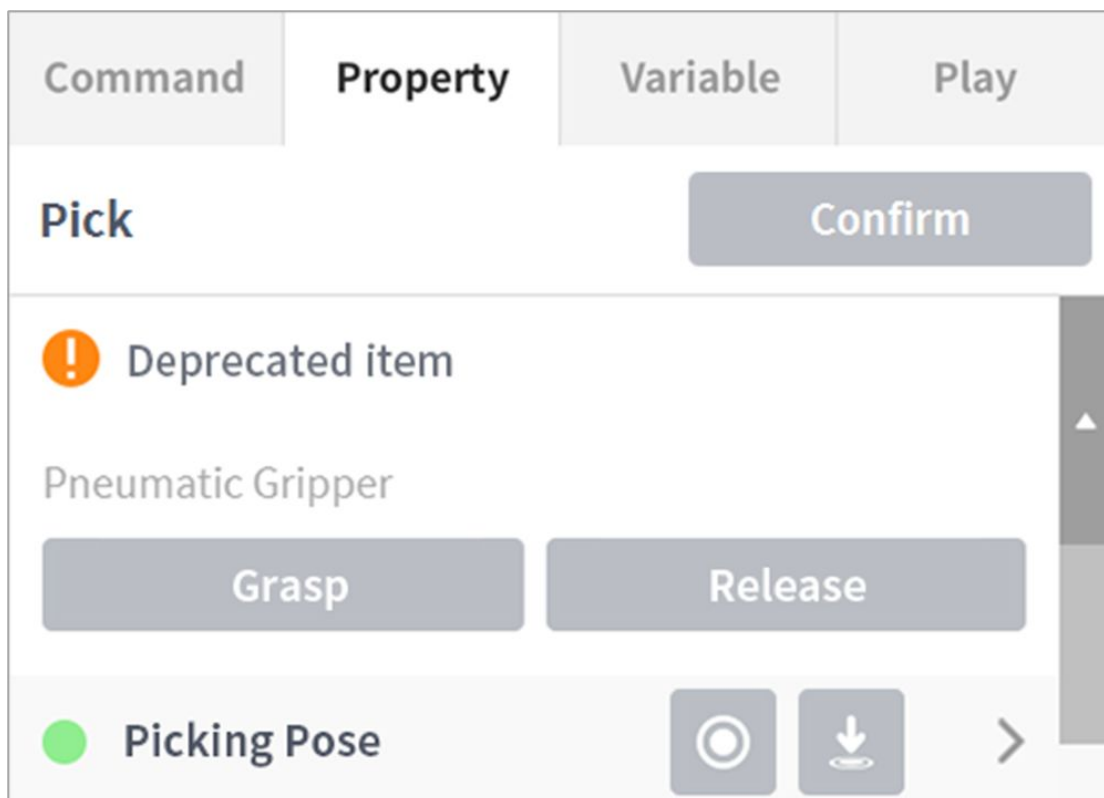 Command Property Variable Play
Pick Confirm
Deprecated item
Pneumatic Gripper
Grasp Release
Picking Pose